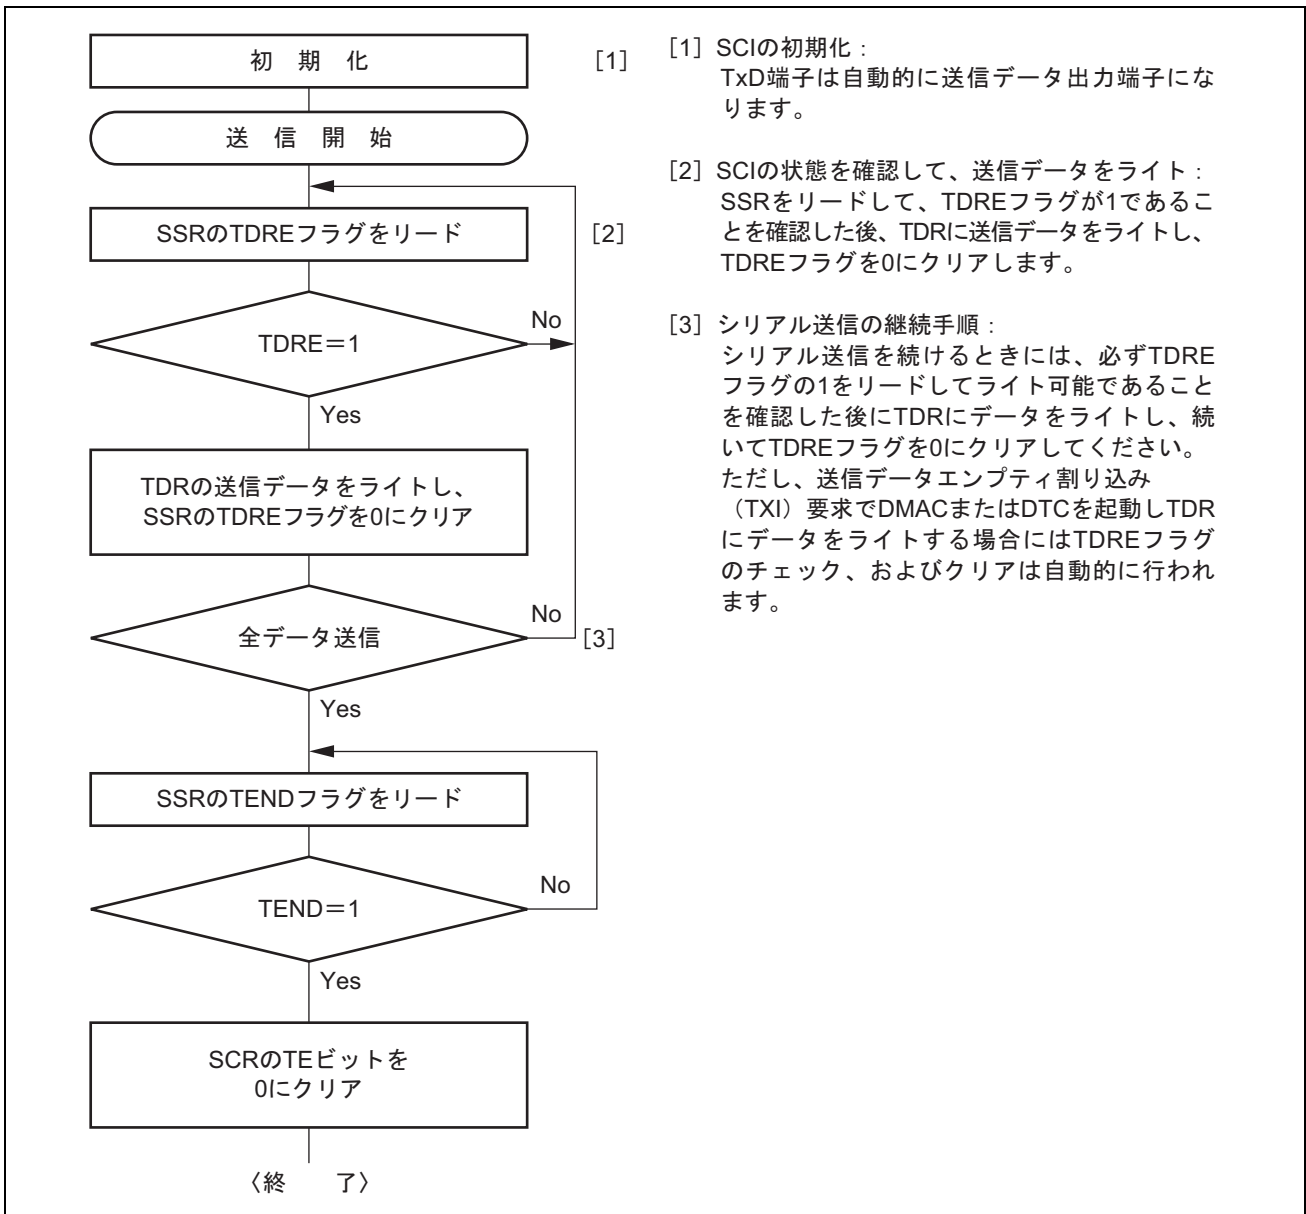 初　期　化
[1]
送　信　開　始
SSRのTDREフラグをリード
[2]
TDRE＝1
No
Yes
TDRの送信データをライトし、
SSRのTDREフラグを0にクリア
全データ送信
No
[3]
Yes
SSRのTENDフラグをリード
TEND＝1
No
Yes
SCRのTEビットを
0にクリア
〈終　　了〉
[1] SCIの初期化：
TxD端子は自動的に送信データ出力端子にな
ります。
[2] SCIの状態を確認して、送信データをライト：
SSRをリードして、TDREフラグが1であるこ
とを確認した後、TDRに送信データをライトし、
TDREフラグを0にクリアします。
[3] シリアル送信の継続手順：
シリアル送信を続けるときには、必ずTDRE
フラグの1をリードしてライト可能であること
を確認した後にTDRにデータをライトし、続
いてTDREフラグを0にクリアしてください。
ただし、送信データエンプティ割り込み
（TXI）要求でDMACまたはDTCを起動しTDR
にデータをライトする場合にはTDREフラグ
のチェック、およびクリアは自動的に行われ
ます。